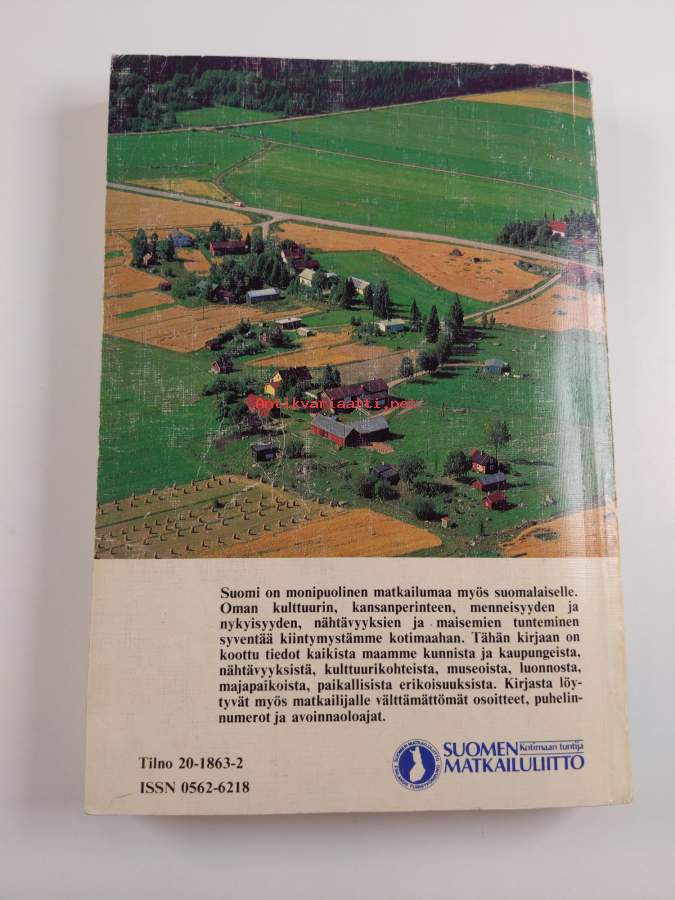 Antikvariaatti.net
Suomi on monipuolinen matkailumaa myös suomalaiselle.
Oman kulttuurin, kansanperinteen, menneisyyden ja
nykyisyyden, nähtävyyksien ja maisemien tunteminen
syventää kiintymystämme kotimaahan. Tähän kirjaan on
koottu tiedot kaikista maamme kunnista ja kaupungeista,
nähtävyyksistä, kulttuurikohteista, museoista, luonnosta,
majapaikoista, paikallisista erikoisuuksista. Kirjasta löy-
tyvät myös matkailijalle välttämättömät osoitteet, puhelin-
numerot ja avoinnaoloajat.
Tilno 20-1863-2
ISSN 0562-6218
SUOMEN MATKAILULIITTO
SUOMEN Kotimaan tuntija
MATKAILULIITTO